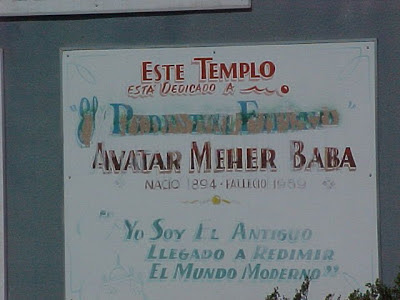 ESTE TEMPLO
ESTA DEDICADO A
"El
AVATAR MEHER BABA
NACIO 1894 - FALLECIO 1969
"YO SOY EL ANTIGUO
LLEGADO A REDIMIR
EL MUNDO MODERNO"